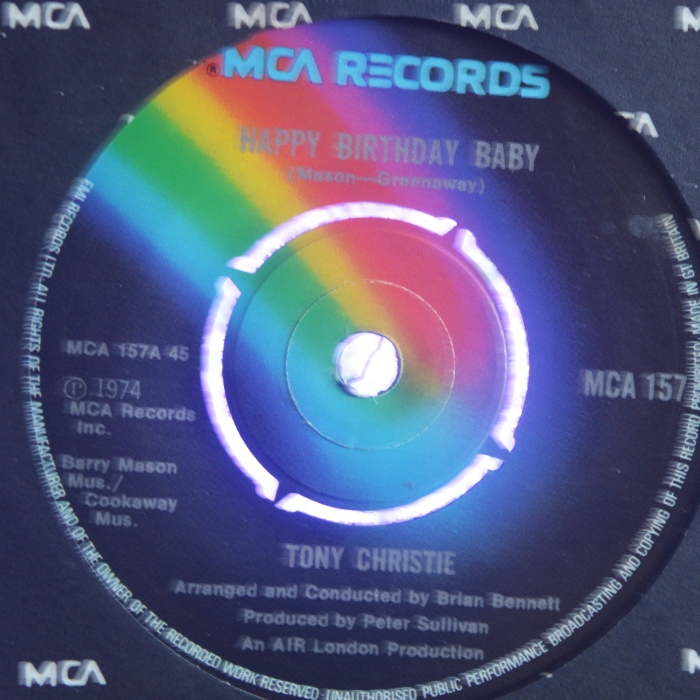 MCA MCA MCA
® MCA RECORDS
HAPPY BIRTHDAY BABY
(Mason—Greenaway)
MCA 157A 45
℗ 1974
MCA Records
Inc.
Barry Mason
Mus./
Cookaway
Mus.
MCA 157
TONY CHRISTIE
Arranged and Conducted by Brian Bennett
Produced by Peter Sullivan
An AIR London Production
EMI RECORDS LTD · ALL RIGHTS OF THE MANUFACTURER AND OF THE OWNER OF THE RECORDED WORK RESERVED · UNAUTHORISED PUBLIC PERFORMANCE BROADCASTING AND COPYING OF THIS RECORD PROHIBITED MADE IN GT BRITAIN
MCA